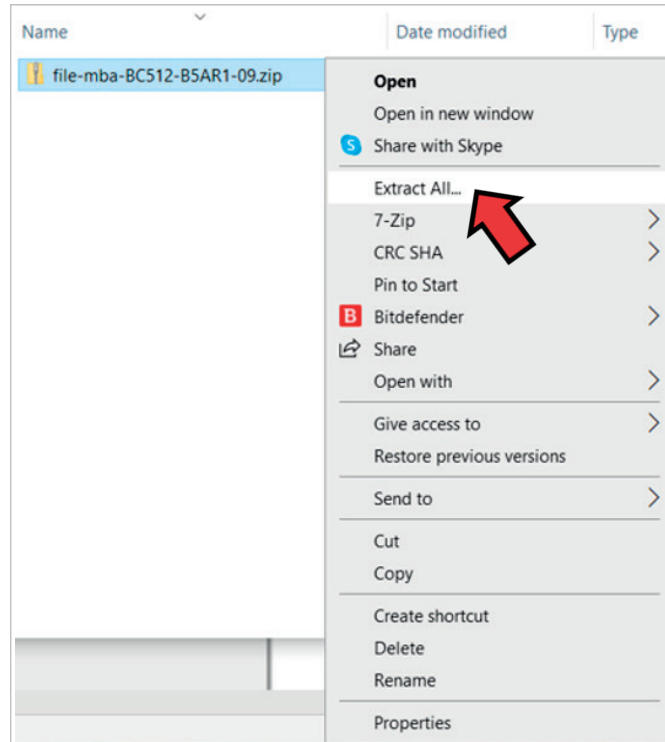 Name Date modified Type
file-mba-BC512-B5AR1-09.zip
Open
Open in new window
S Share with Skype
Extract All...
7-Zip
CRC SHA
Pin to Start
B Bitdefender
Share
Open with
Give access to
Restore previous versions
Send to
Cut
Copy
Create shortcut
Delete
Rename
Properties